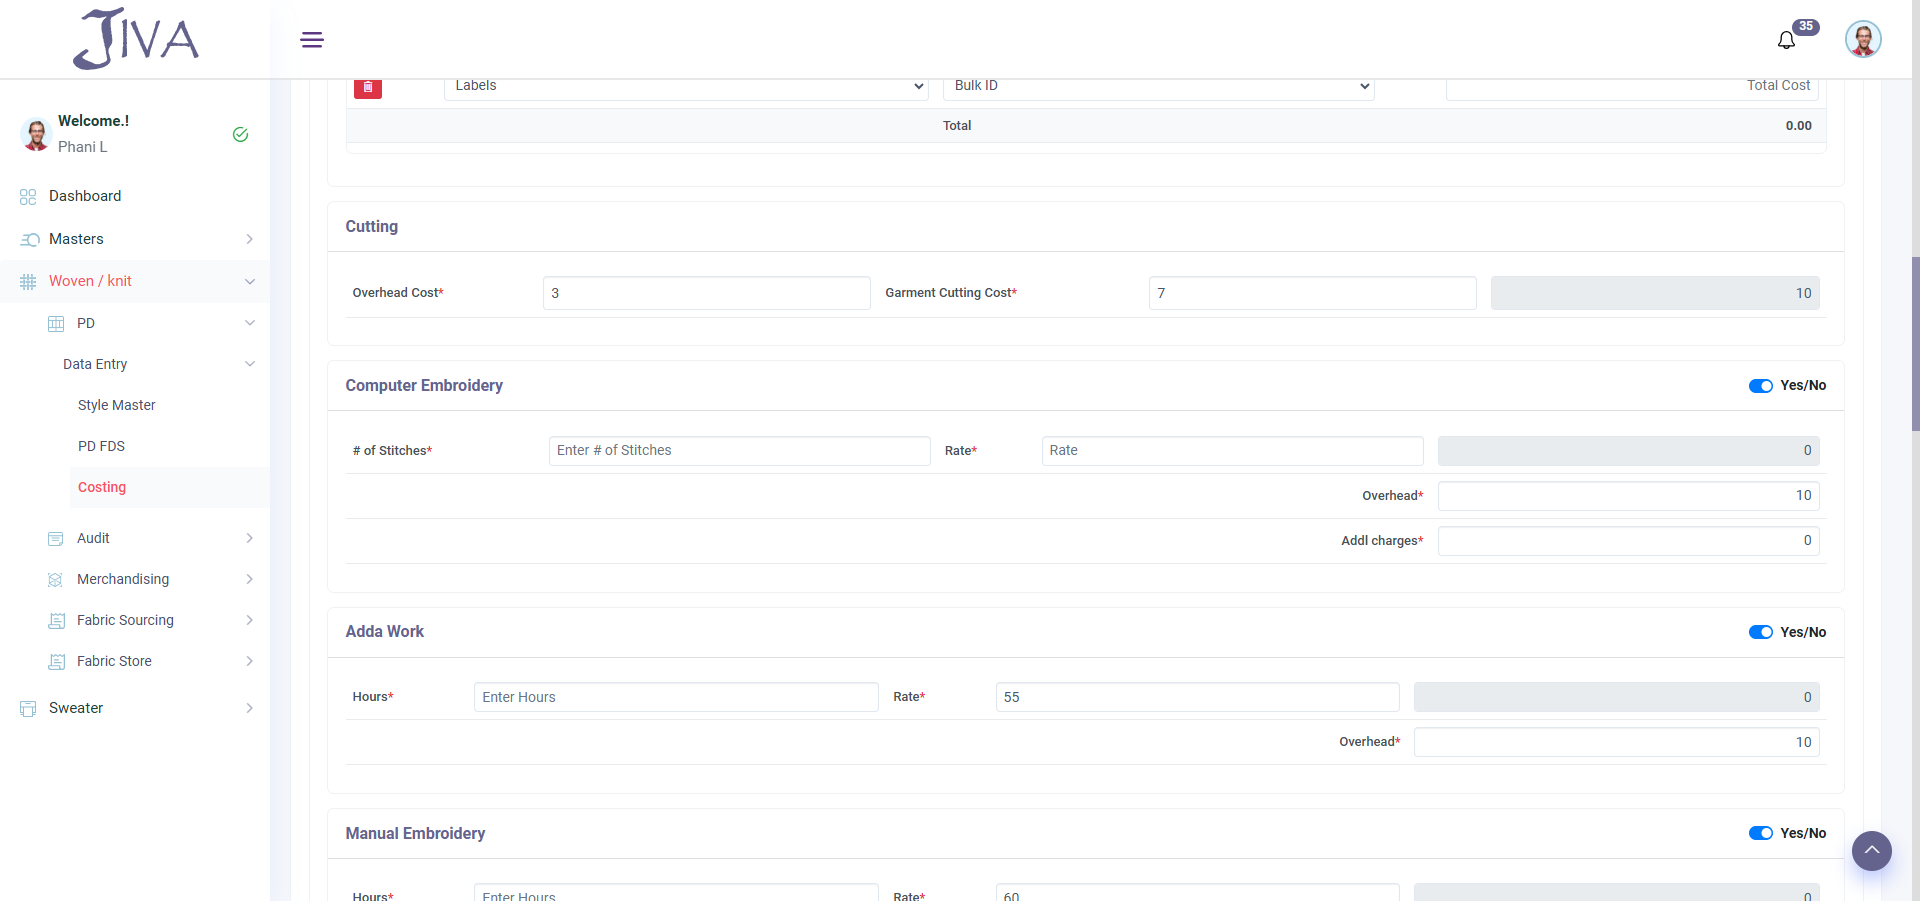 JIVA
35
Welcome.!
Phani L
Dashboard
Masters
Woven / knit
PD
Data Entry
Style Master
PD FDS
Costing
Audit
Merchandising
Fabric Sourcing
Fabric Store
Sweater
Labels Bulk ID Total Cost
Total 0.00
Cutting
Overhead Cost* 3 Garment Cutting Cost* 7 10
Computer Embroidery Yes/No
# of Stitches* Enter # of Stitches Rate* Rate 0
Overhead* 10
Addl charges* 0
Adda Work Yes/No
Hours* Enter Hours Rate* 55 0
Overhead* 10
Manual Embroidery Yes/No
Hours* Enter Hours Rate* 60 0